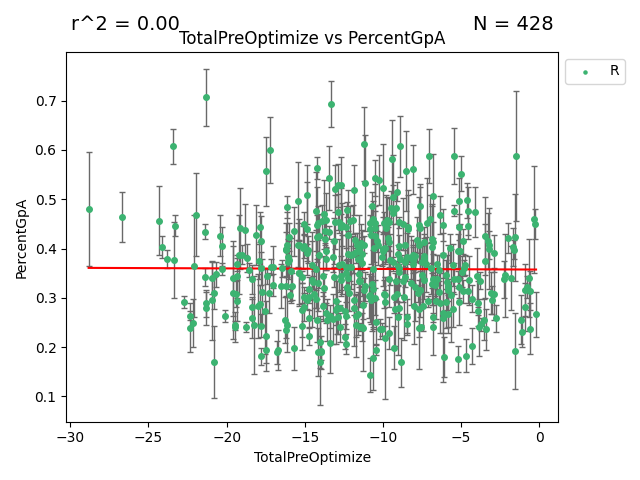 r^2 = 0.00
N = 428
TotalPreOptimize vs PercentGpA
R
PercentGpA
0.7
0.6
0.5
0.4
0.3
0.2
0.1
−30
−25
−20
−15
−10
−5
0
TotalPreOptimize